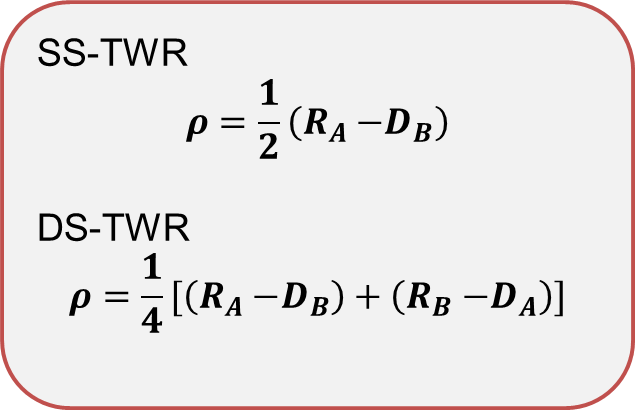 SS-TWR
ρ = 1/2 (R_A − D_B)
DS-TWR
ρ = 1/4 [(R_A − D_B) + (R_B − D_A)]